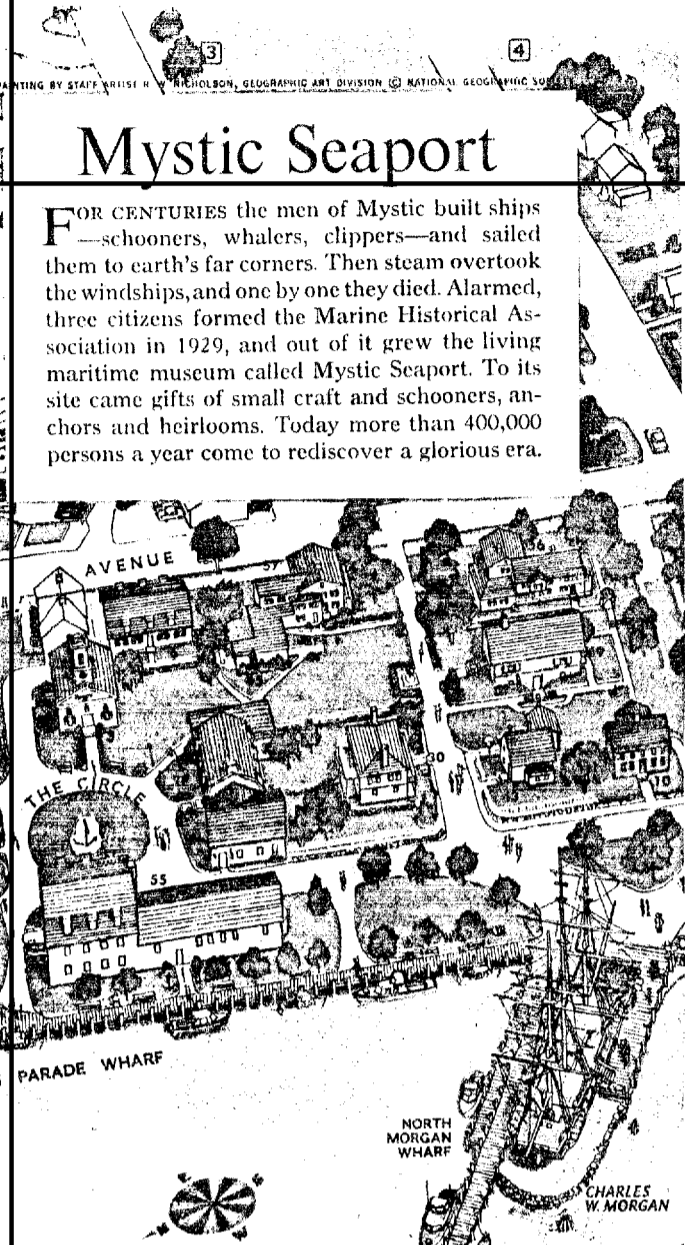 3
4
PAINTING BY STAFF ARTIST R. W. NICHOLSON, GEOGRAPHIC ART DIVISION © NATIONAL GEOGRAPHIC SOCIETY
Mystic Seaport
FOR CENTURIES the men of Mystic built ships
—schooners, whalers, clippers—and sailed
them to earth's far corners. Then steam overtook
the windships, and one by one they died. Alarmed,
three citizens formed the Marine Historical As-
sociation in 1929, and out of it grew the living
maritime museum called Mystic Seaport. To its
site came gifts of small craft and schooners, an-
chors and heirlooms. Today more than 400,000
persons a year come to rediscover a glorious era.
AVENUE
57
30
THE CIRCLE
10
55
PARADE WHARF
NORTH
MORGAN
WHARF
CHARLES
W. MORGAN